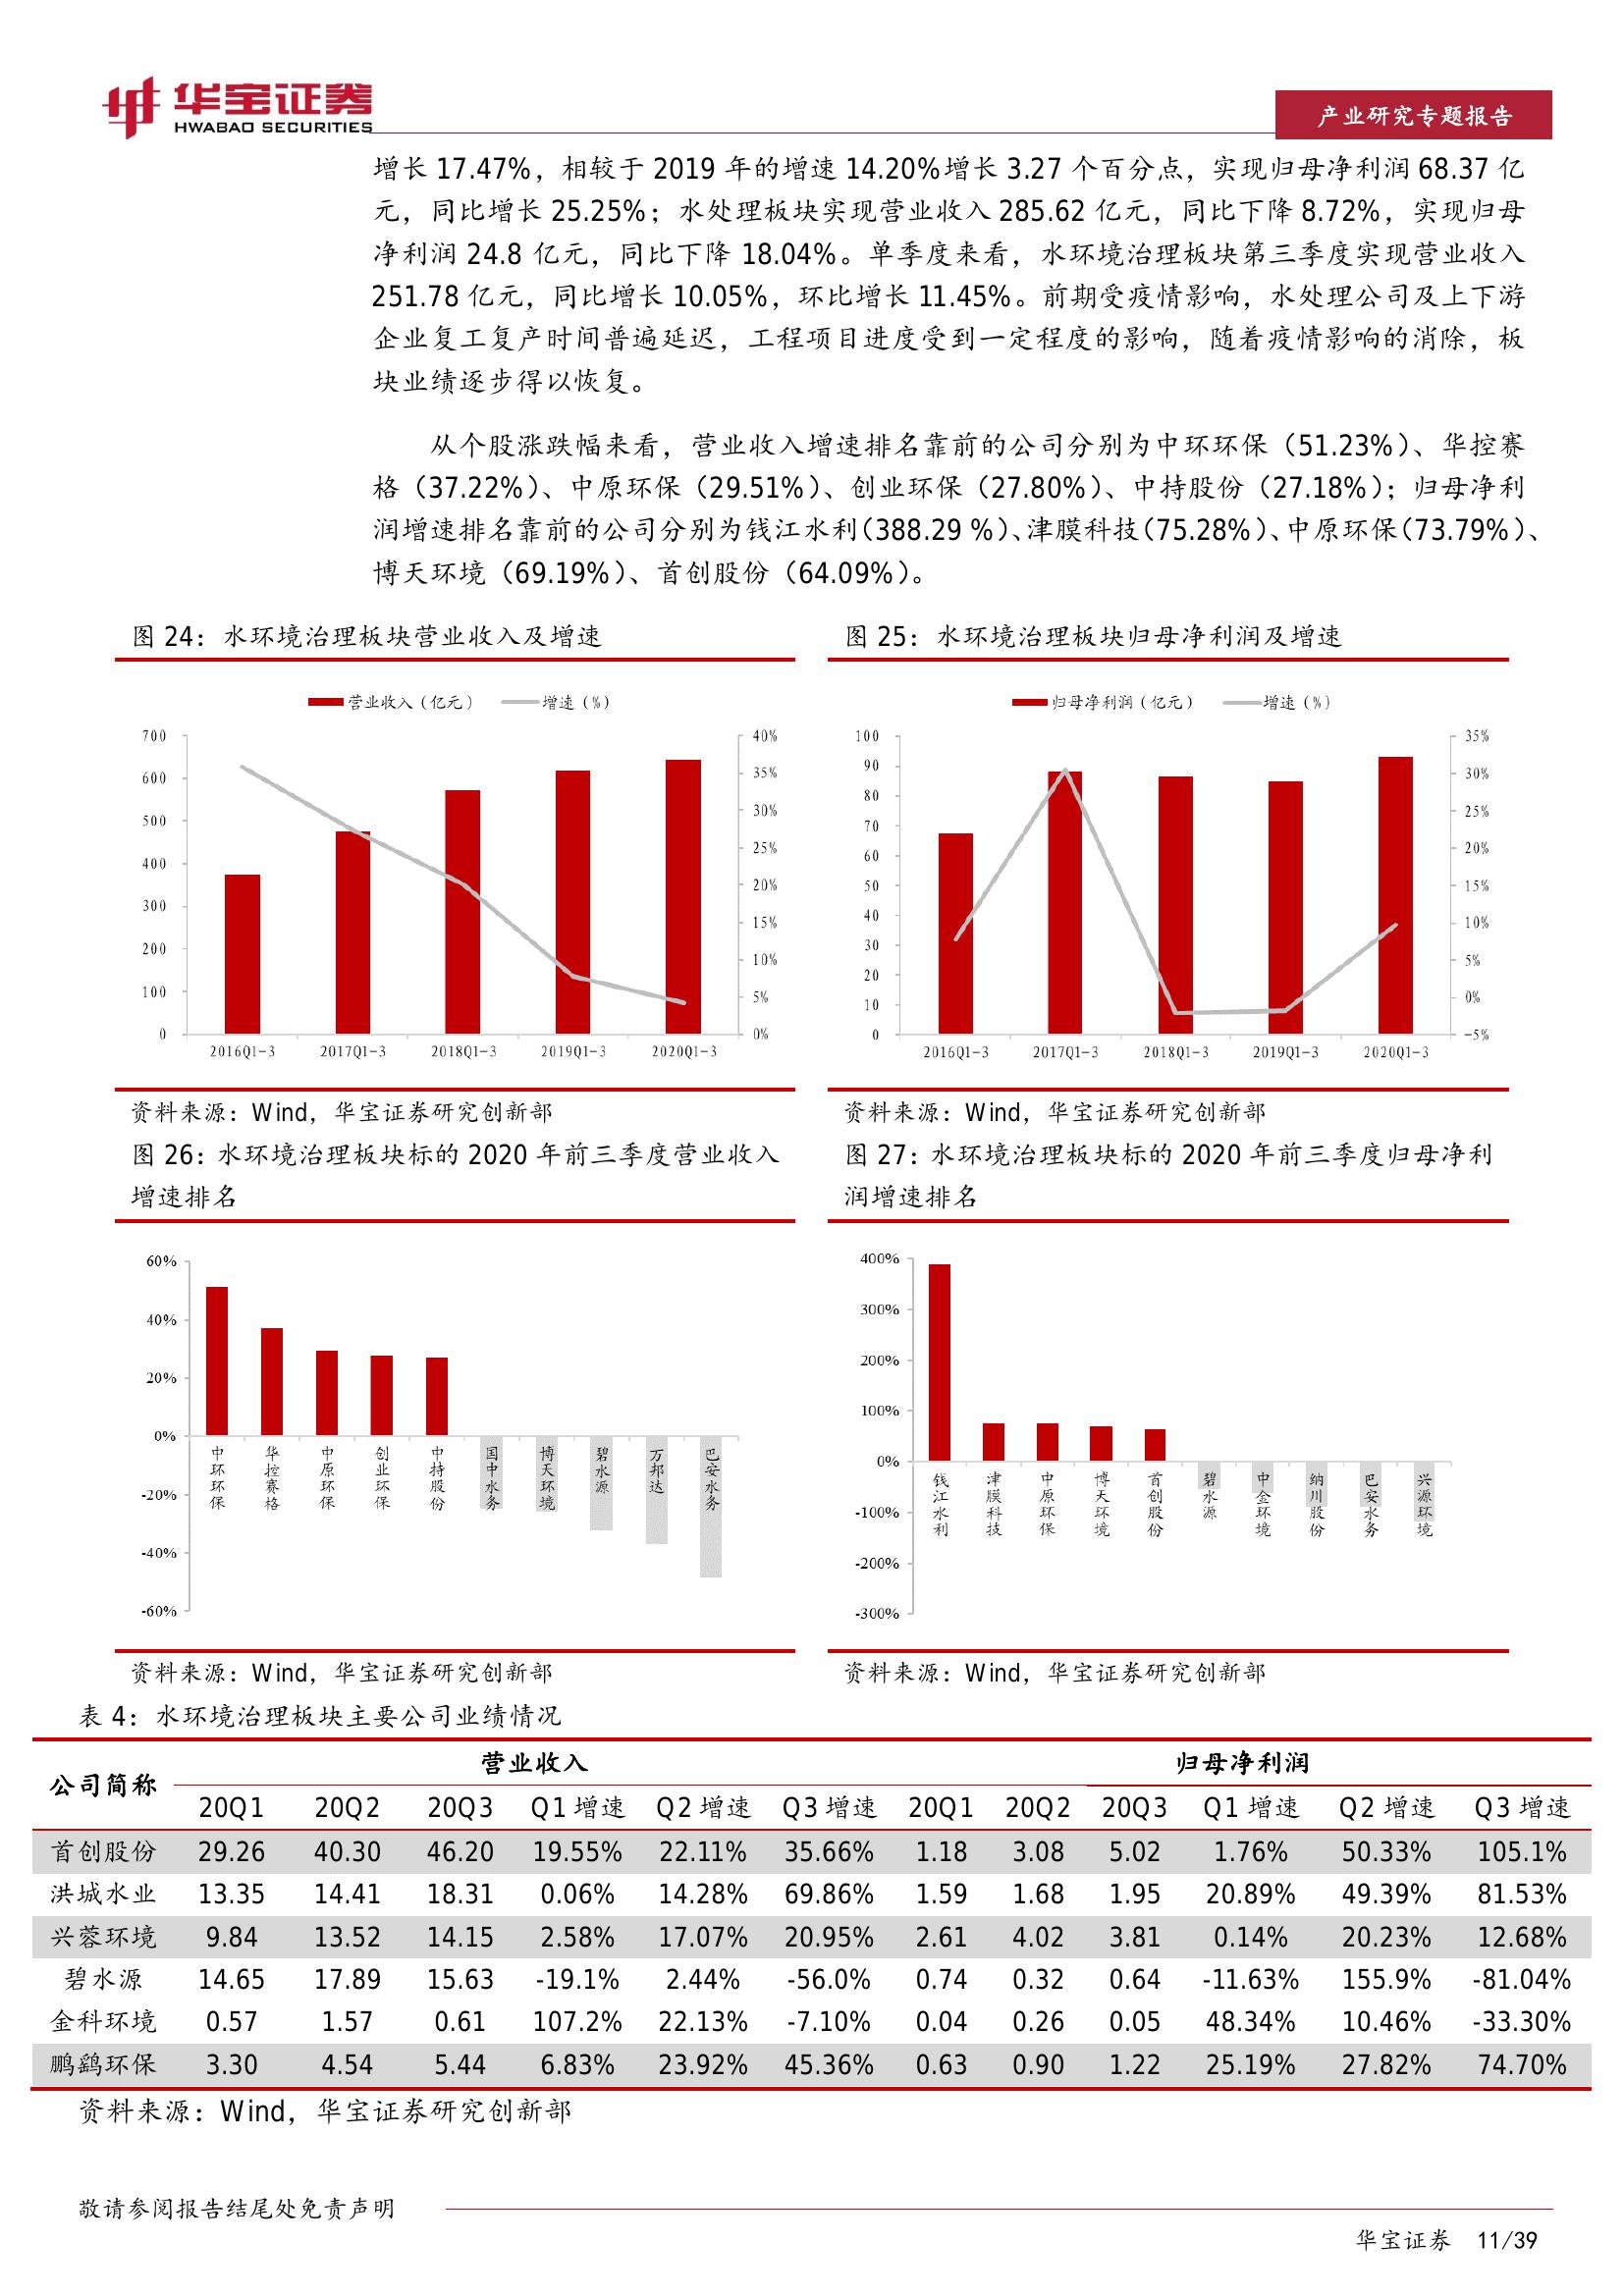 华宝证券
HWABAO SECURITIES
产业研究专题报告
增长 17.47%，相较于 2019 年的增速 14.20%增长 3.27 个百分点，实现归母净利润 68.37 亿
元，同比增长 25.25%；水处理板块实现营业收入 285.62 亿元，同比下降 8.72%，实现归母
净利润 24.8 亿元，同比下降 18.04%。单季度来看，水环境治理板块第三季度实现营业收入
251.78 亿元，同比增长 10.05%，环比增长 11.45%。前期受疫情影响，水处理公司及上下游
企业复工复产时间普遍延迟，工程项目进度受到一定程度的影响，随着疫情影响的消除，板
块业绩逐步得以恢复。
从个股涨跌幅来看，营业收入增速排名靠前的公司分别为中环环保（51.23%）、华控赛
格（37.22%）、中原环保（29.51%）、创业环保（27.80%）、中持股份（27.18%）；归母净利
润增速排名靠前的公司分别为钱江水利（388.29 %）、津膜科技（75.28%）、中原环保（73.79%）、
博天环境（69.19%）、首创股份（64.09%）。
图 24：水环境治理板块营业收入及增速
营业收入（亿元） 增速（%）
700 40%
35%
600
30%
500
25%
400
20%
300
15%
200
10%
100
5%
0 0%
2016Q1-3 2017Q1-3 2018Q1-3 2019Q1-3 2020Q1-3
资料来源：Wind，华宝证券研究创新部
图 25：水环境治理板块归母净利润及增速
归母净利润（亿元） 增速（%）
100 35%
90
30%
80
25%
70
20%
60
50
15%
40
10%
30
5%
20
0%
10
0 -5%
2016Q1-3 2017Q1-3 2018Q1-3 2019Q1-3 2020Q1-3
资料来源：Wind，华宝证券研究创新部
图 26：水环境治理板块标的 2020 年前三季度营业收入
增速排名
60%
40%
20%
0%
-20%
-40%
-60%
中环环保 华控赛格 中原环保 创业环保 中持股份 国中水务 博天环境 碧水源 万邦达 巴安水务
资料来源：Wind，华宝证券研究创新部
图 27：水环境治理板块标的 2020 年前三季度归母净利
润增速排名
400%
300%
200%
100%
0%
-100%
-200%
-300%
钱江水利 津膜科技 中原环保 博天环境 首创股份 碧水源 中金环境 纳川股份 巴安水务 兴源环境
资料来源：Wind，华宝证券研究创新部
表 4：水环境治理板块主要公司业绩情况
公司简称 营业收入 归母净利润
20Q1 20Q2 20Q3 Q1 增速 Q2 增速 Q3 增速 20Q1 20Q2 20Q3 Q1 增速 Q2 增速 Q3 增速
首创股份 29.26 40.30 46.20 19.55% 22.11% 35.66% 1.18 3.08 5.02 1.76% 50.33% 105.1%
洪城水业 13.35 14.41 18.31 0.06% 14.28% 69.86% 1.59 1.68 1.95 20.89% 49.39% 81.53%
兴蓉环境 9.84 13.52 14.15 2.58% 17.07% 20.95% 2.61 4.02 3.81 0.14% 20.23% 12.68%
碧水源 14.65 17.89 15.63 -19.1% 2.44% -56.0% 0.74 0.32 0.64 -11.63% 155.9% -81.04%
金科环境 0.57 1.57 0.61 107.2% 22.13% -7.10% 0.04 0.26 0.05 48.34% 10.46% -33.30%
鹏鹞环保 3.30 4.54 5.44 6.83% 23.92% 45.36% 0.63 0.90 1.22 25.19% 27.82% 74.70%
资料来源：Wind，华宝证券研究创新部
敬请参阅报告结尾处免责声明
华宝证券 11/39